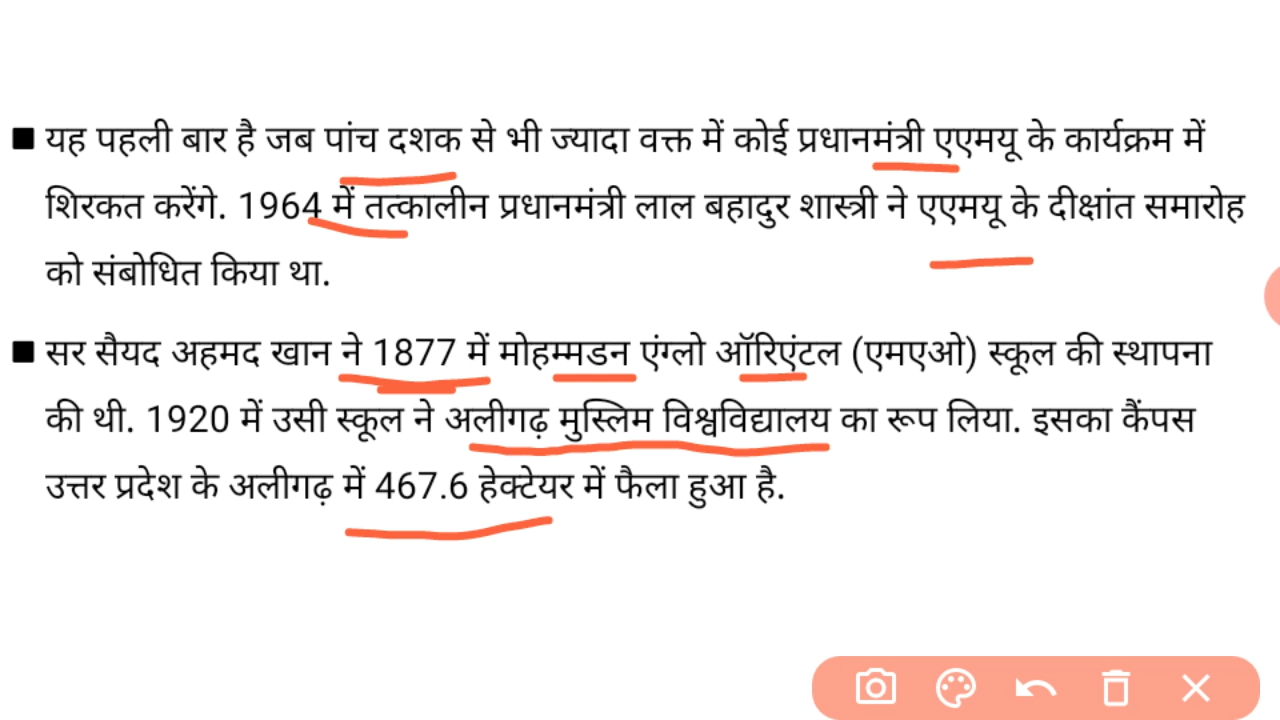 ■ यह पहली बार है जब पांच दशक से भी ज्यादा वक्त में कोई प्रधानमंत्री एएमयू के कार्यक्रम में
शिरकत करेंगे. 1964 में तत्कालीन प्रधानमंत्री लाल बहादुर शास्त्री ने एएमयू के दीक्षांत समारोह
को संबोधित किया था.
■ सर सैयद अहमद खान ने 1877 में मोहम्मडन एंग्लो ऑरिएंटल (एमएओ) स्कूल की स्थापना
की थी. 1920 में उसी स्कूल ने अलीगढ़ मुस्लिम विश्वविद्यालय का रूप लिया. इसका कैंपस
उत्तर प्रदेश के अलीगढ़ में 467.6 हेक्टेयर में फैला हुआ है.